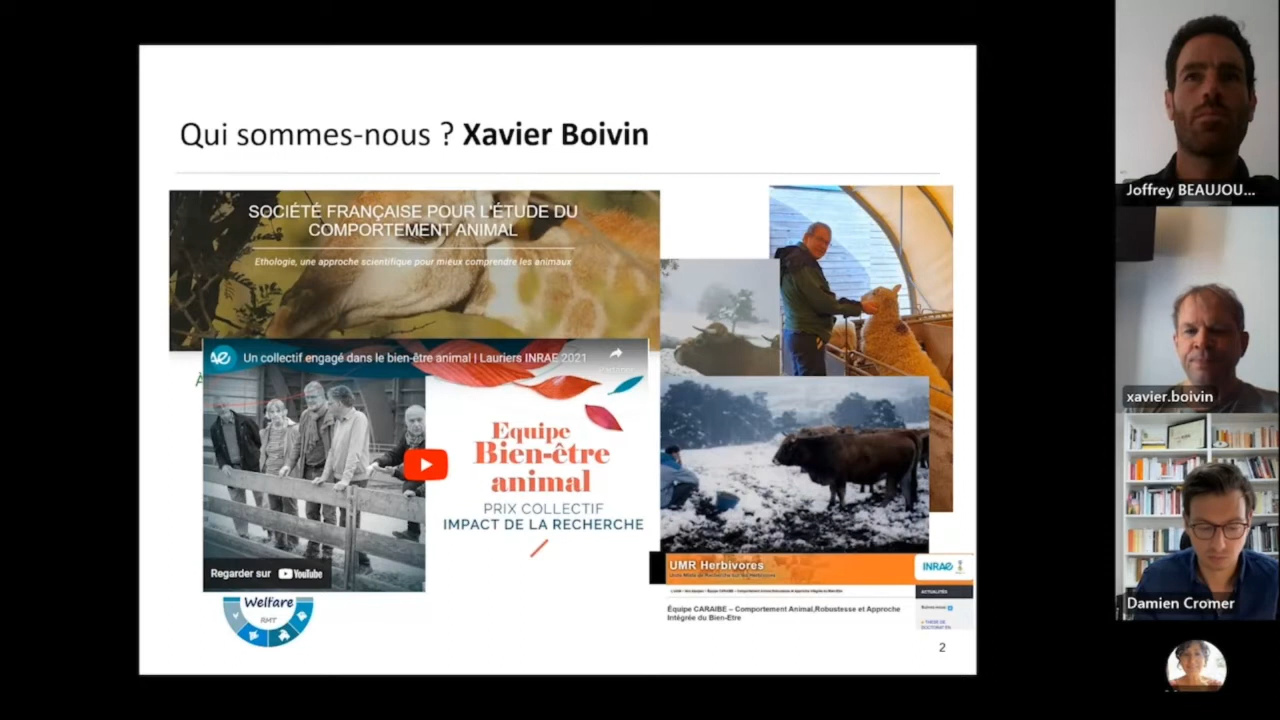 Qui sommes-nous ? Xavier Boivin
SOCIÉTÉ FRANÇAISE POUR L'ÉTUDE DU
COMPORTEMENT ANIMAL
Ethologie, une approche scientifique pour mieux comprendre les animaux
Un collectif engagé dans le bien-être animal | Lauriers INRAE 2021
Equipe
Bien-être
animal
PRIX COLLECTIF
IMPACT DE LA RECHERCHE
Regarder sur YouTube
Welfare
RMT
UMR Herbivores
INRAE
ACTUALITÉS
Équipe CARAIBE – Comportement Animal,Robustesse et Approche
Intégrée du Bien-Etre
2
Joffrey BEAUJOU...
xavier.boivin
Damien Cromer